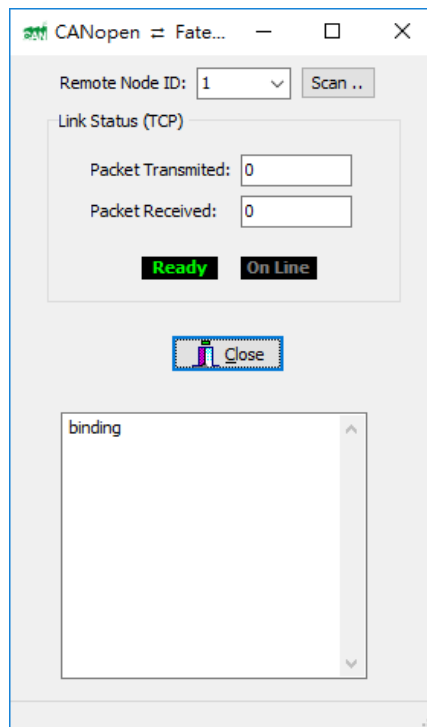 CANopen ⇄ Fate...
Remote Node ID: 1 Scan ..
Link Status (TCP)
Packet Transmited: 0
Packet Received: 0
Ready On Line
Close
binding